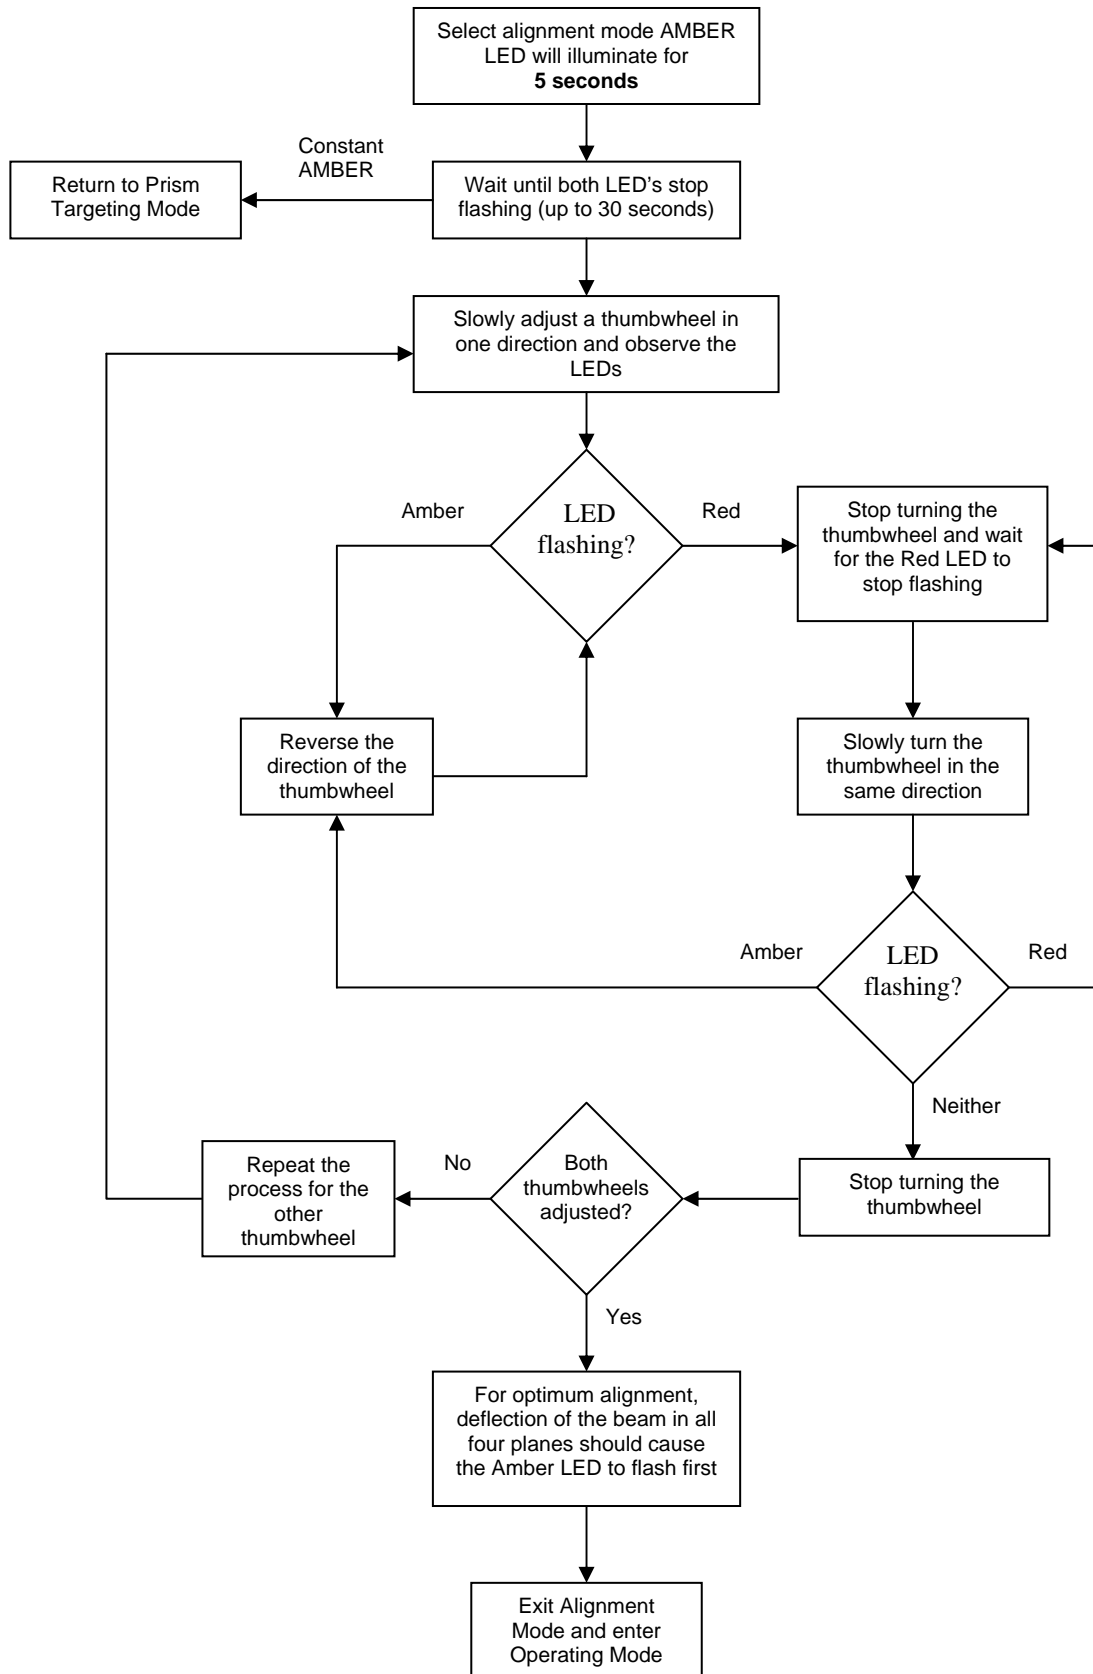 Select alignment mode AMBER
LED will illuminate for
5 seconds
Constant
AMBER
Return to Prism
Targeting Mode
Wait until both LED's stop
flashing (up to 30 seconds)
Slowly adjust a thumbwheel in
one direction and observe the
LEDs
Amber
LED
flashing?
Red
Stop turning the
thumbwheel and wait
for the Red LED to
stop flashing
Reverse the
direction of the
thumbwheel
Slowly turn the
thumbwheel in the
same direction
Amber
LED
flashing?
Red
Neither
Repeat the
process for the
other
thumbwheel
No
Both
thumbwheels
adjusted?
Stop turning the
thumbwheel
Yes
For optimum alignment,
deflection of the beam in all
four planes should cause
the Amber LED to flash first
Exit Alignment
Mode and enter
Operating Mode